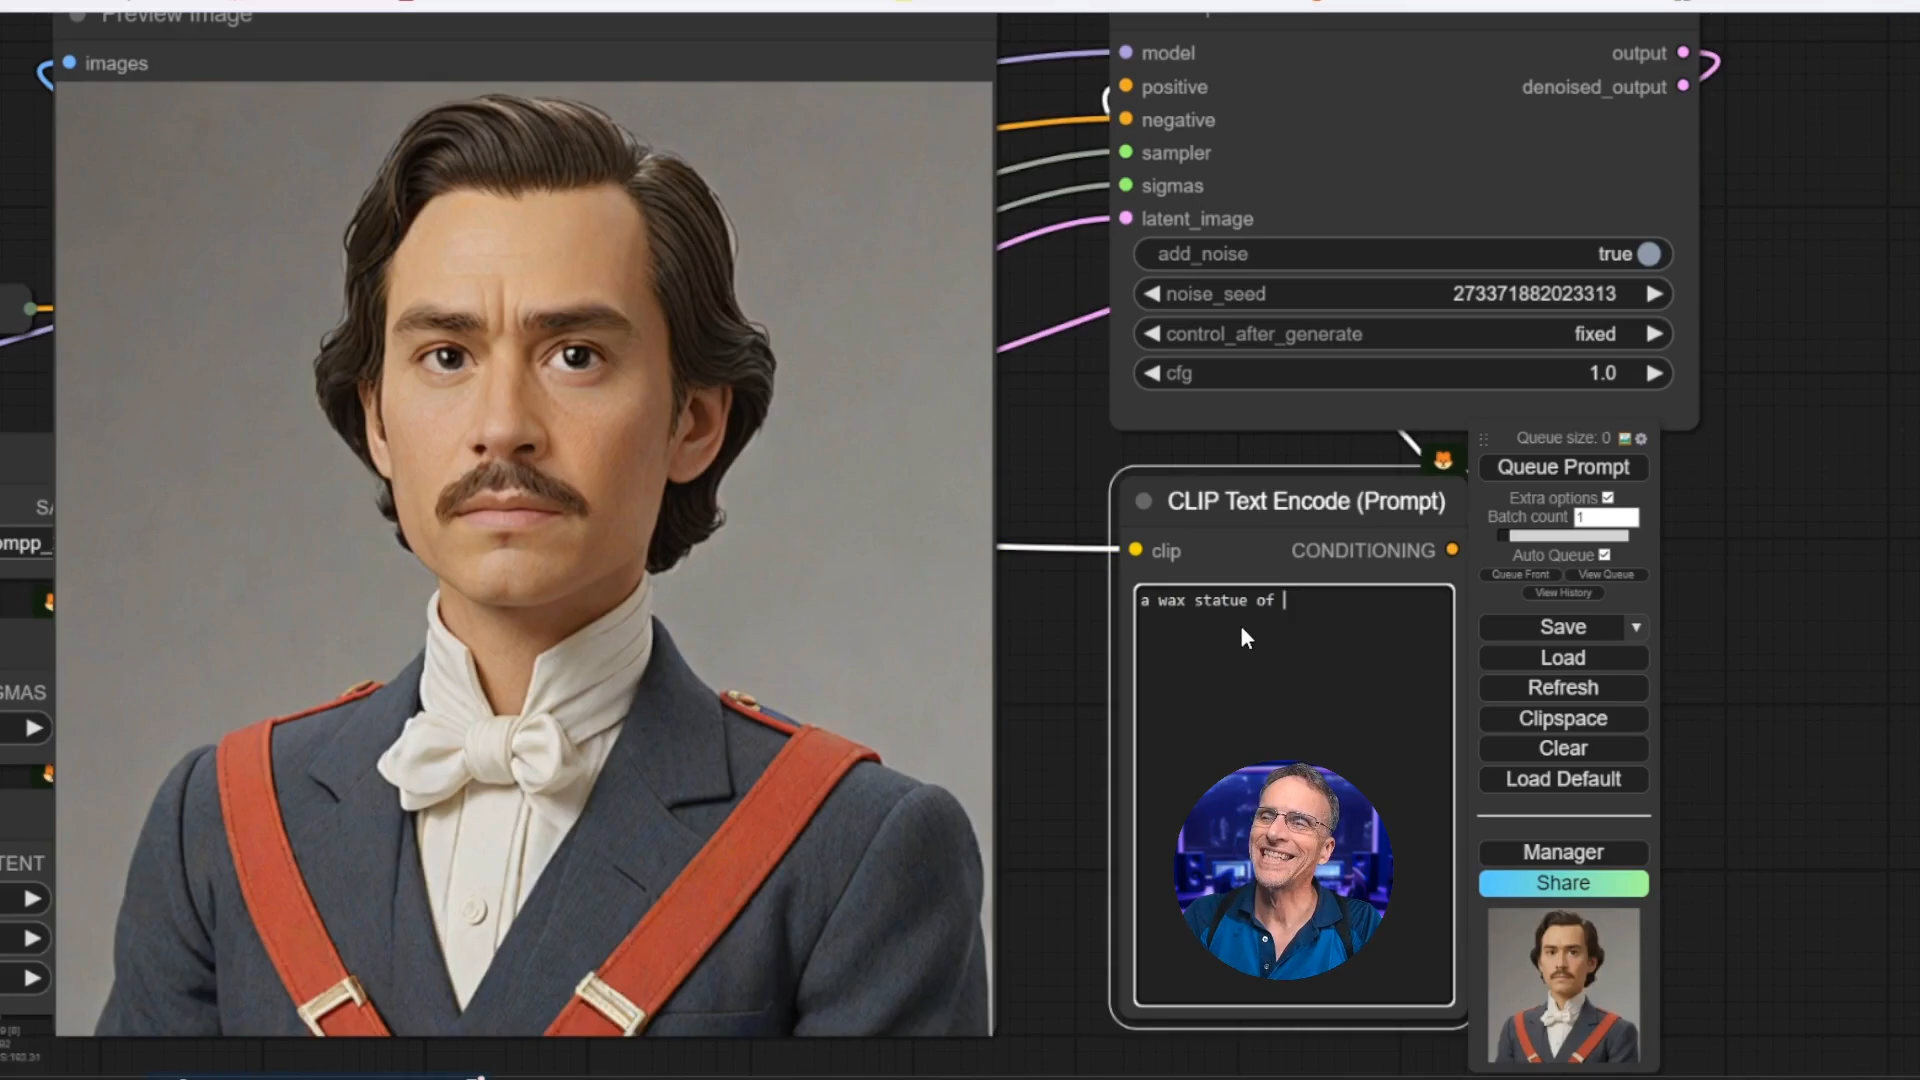 Preview Image
images
model
output
positive
denoised_output
negative
sampler
sigmas
latent_image
add_noise true
noise_seed 273371882023313
control_after_generate fixed
cfg 1.0
Queue size: 0
Queue Prompt
Extra options
Batch count 1
Auto Queue
Queue Front View Queue
View History
Save
Load
Refresh
Clipspace
Clear
Load Default
Manager
Share
CLIP Text Encode (Prompt)
clip CONDITIONING
a wax statue of